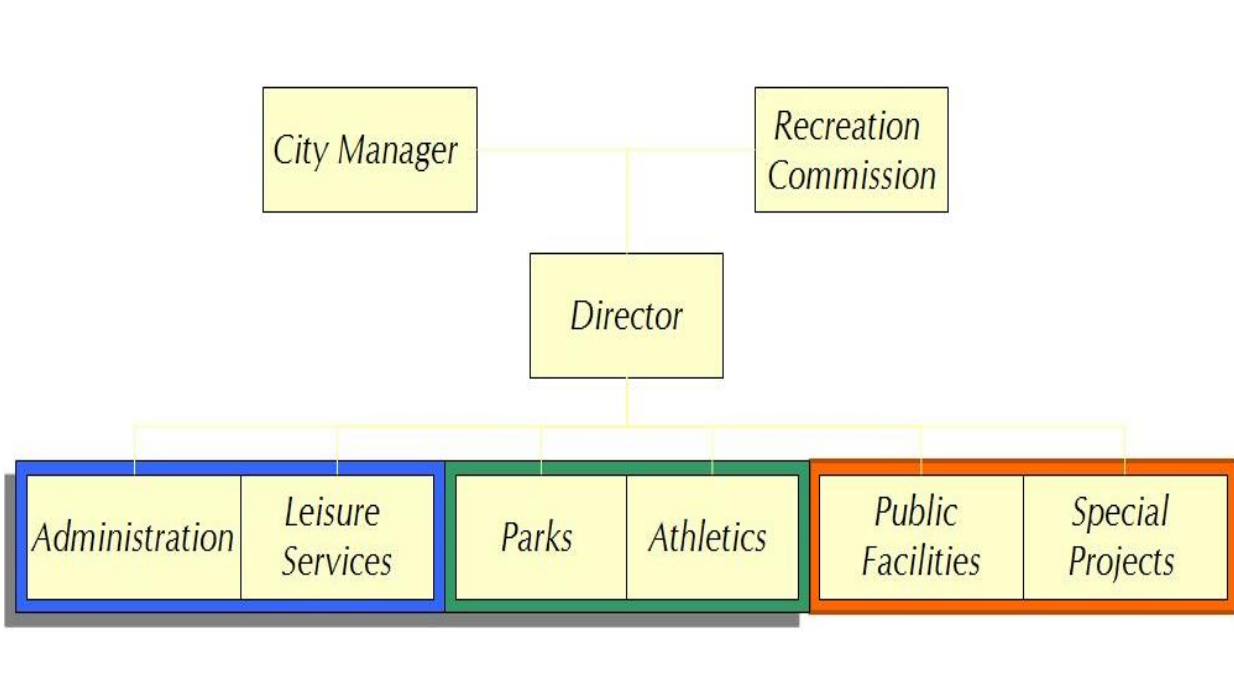 City Manager
Recreation
Commission
Director
Administration
Leisure
Services
Parks
Athletics
Public
Facilities
Special
Projects